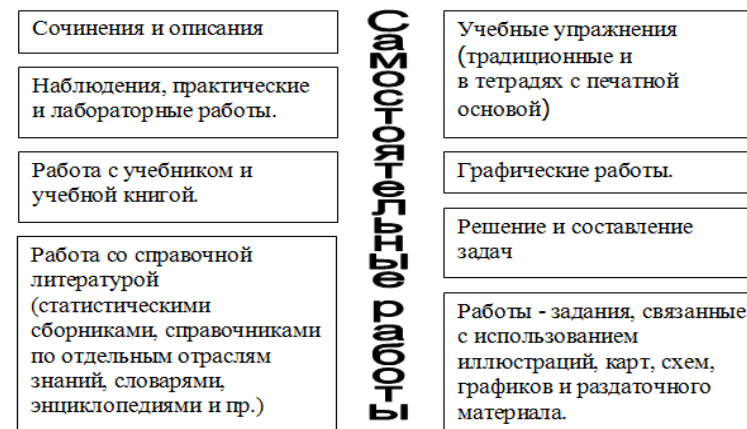 Сочинения и описания
Наблюдения, практические
и лабораторные работы.
Работа с учебником и
учебной книгой.
Работа со справочной
литературой
(статистическими
сборниками, справочниками
по отдельным отраслям
знаний, словарями,
энциклопедиями и пр.)
Самостоятельные работы
Учебные упражнения
(традиционные и
в тетрадях с печатной
основой)
Графические работы.
Решение и составление
задач
Работы - задания, связанные
с использованием
иллюстраций, карт, схем,
графиков и раздаточного
материала.